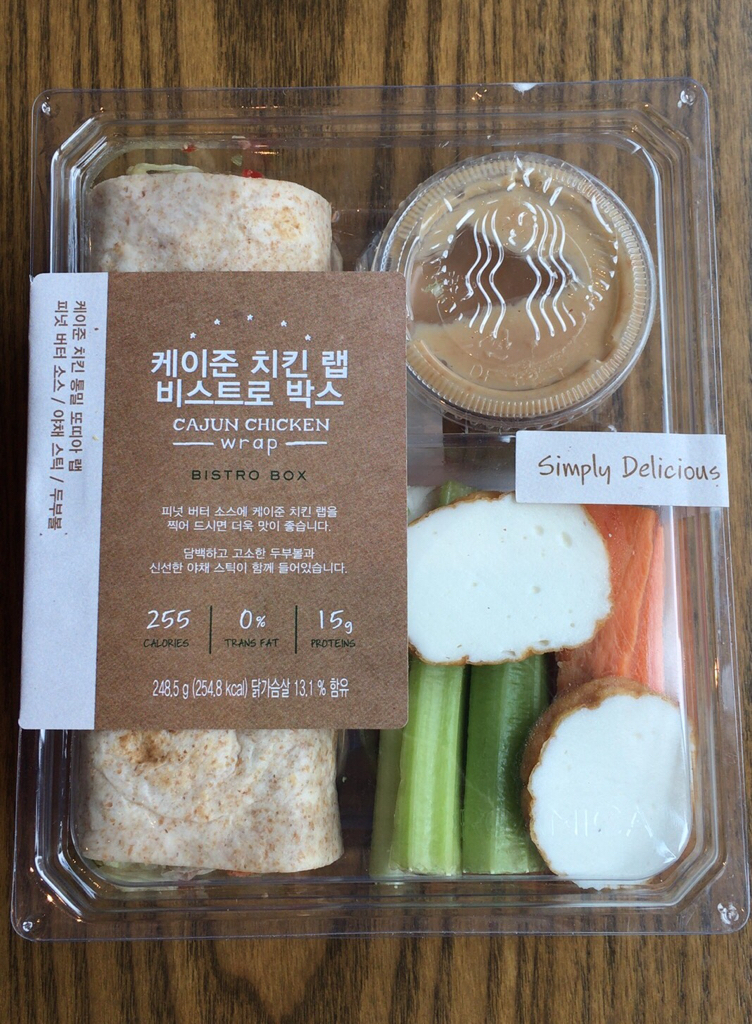 케이준 치킨 통밀 또띠아 랩
피넛 버터 소스 / 야채 스틱 / 두부볼
케이준 치킨 랩
비스트로 박스
CAJUN CHICKEN
wrap
BISTRO BOX
피넛 버터 소스에 케이준 치킨 랩을
찍어 드시면 더욱 맛이 좋습니다.
담백하고 고소한 두부볼과
신선한 야채 스틱이 함께 들어있습니다.
255 0% 15g
CALORIES TRANS FAT PROTEINS
248,5 g (254,8 kcal) 닭가슴살 13,1 % 함유
Simply Delicious